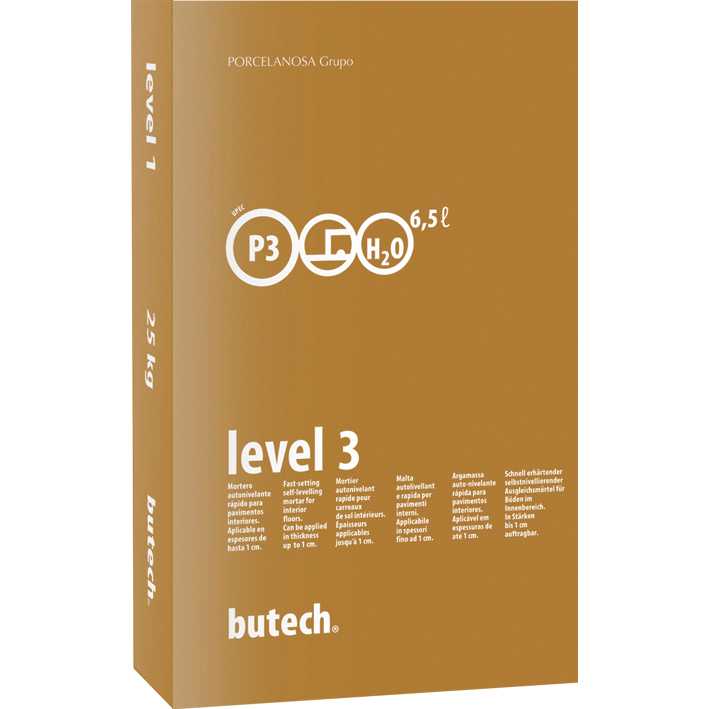 PORCELANOSA Grupo
level 1
25 kg
butech®
UPEC
P3
H2O
6,5 ℓ
level 3
Mortero
autonivelante
rápido para
pavimentos
interiores.
Aplicable en
espesores de
hasta 1 cm.
Fast-setting
self-levelling
mortar for
interior
floors.
Can be applied
in thickness
up to 1 cm.
Mortier
autonivelant
rapide pour
carreaux
de sol intérieurs.
Épaisseurs
applicables
jusqu'à 1 cm.
Malta
autolivellant
e rapida per
pavimenti
interni.
Applicabile
in spessori
fino ad 1 cm.
Argamassa
auto-nivelante
rápida para
pavimentos
interiores.
Aplicável em
espessuras de
ate 1 cm.
Schnell erhärtender
selbstnivellierender
Ausgleichsmörtel für
Böden im
Innenbereich.
In Stärken
bis 1 cm
auftragbar.
butech®